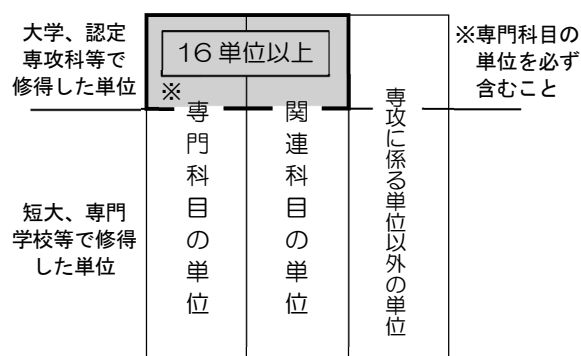 大学、認定
専攻科等で
修得した単位
16単位以上
※
※専門科目の
単位を必ず
含むこと
専門科目の単位
関連科目の単位
専攻に係る単位以外の単位
短大、専門
学校等で修得
した単位